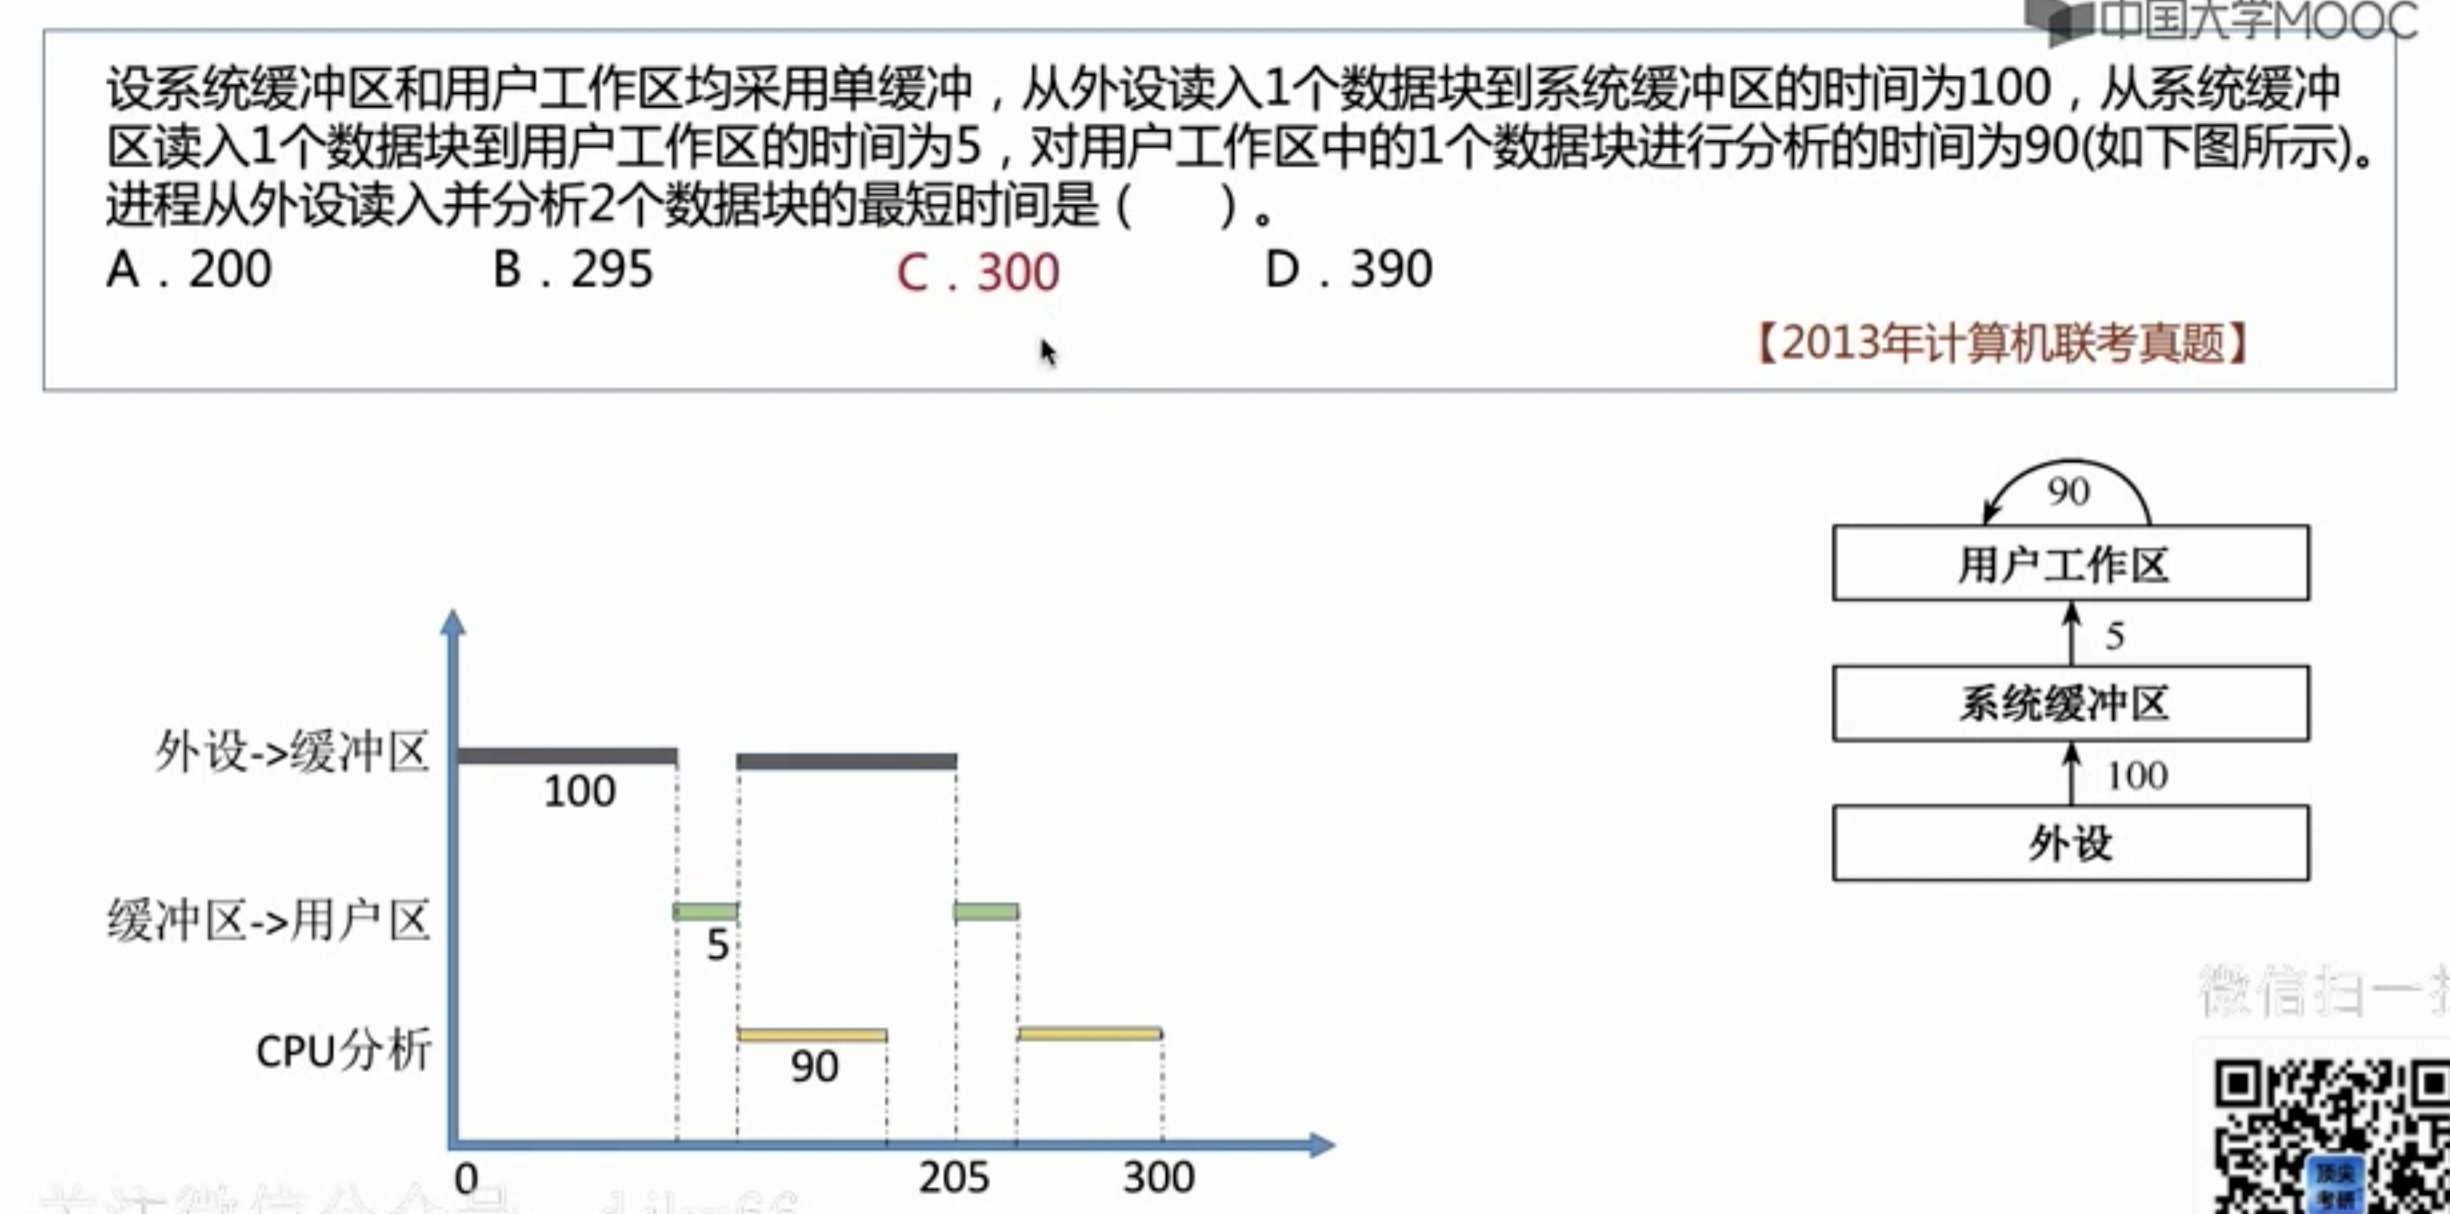 中国大学MOOC
设系统缓冲区和用户工作区均采用单缓冲，从外设读入1个数据块到系统缓冲区的时间为100，从系统缓冲
区读入1个数据块到用户工作区的时间为5，对用户工作区中的1个数据块进行分析的时间为90(如下图所示)。
进程从外设读入并分析2个数据块的最短时间是（　　）。
A．200　B．295　C．300　D．390
【2013年计算机联考真题】
90
用户工作区
5
系统缓冲区
100
外设
外设->缓冲区
100
缓冲区->用户区
5
CPU分析
90
0 205 300
微信扫一
顶尖
考研